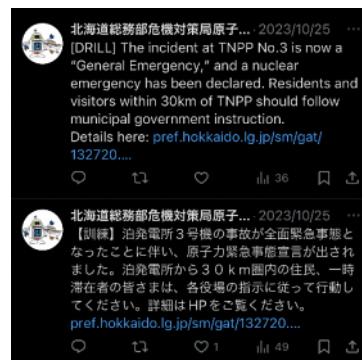 北海道総務部危機対策局原子... · 2023/10/25 ...
[DRILL] The incident at TNPP No.3 is now a
“General Emergency,” and a nuclear
emergency has been declared. Residents and
visitors within 30km of TNPP should follow
municipal government instruction.
Details here: pref.hokkaido.lg.jp/sm/gat/
132720....
36
北海道総務部危機対策局原子... · 2023/10/25 ...
【訓練】泊発電所３号機の事故が全面緊急事態と
なったことに伴い、原子力緊急事態宣言が出され
ました。泊発電所から３０ｋｍ圏内の住民、一時
滞在者の皆さまは、各役場の指示に従って行動し
てください。詳細はHPをご覧ください。
pref.hokkaido.lg.jp/sm/gat/132720....
1 49